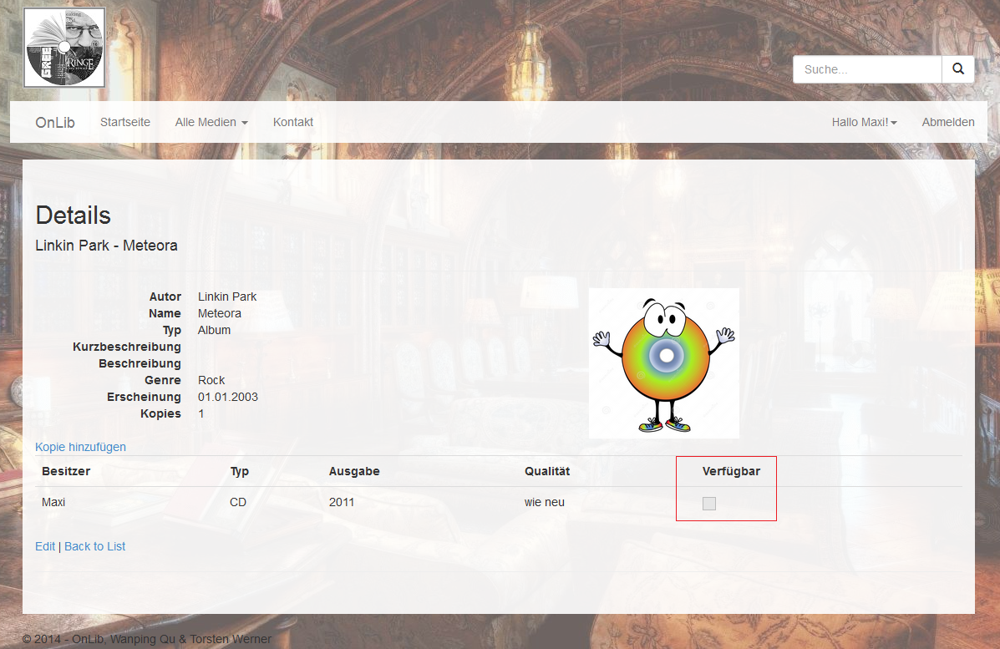 RINGE
Suche...
OnLib Startseite Alle Medien Kontakt Hallo Maxi! Abmelden
Details
Linkin Park - Meteora
Autor Linkin Park
Name Meteora
Typ Album
Kurzbeschreibung
Beschreibung
Genre Rock
Erscheinung 01.01.2003
Kopies 1
Kopie hinzufügen
Besitzer Typ Ausgabe Qualität Verfügbar
Maxi CD 2011 wie neu
Edit | Back to List
© 2014 - OnLib, Wanping Qu & Torsten Werner